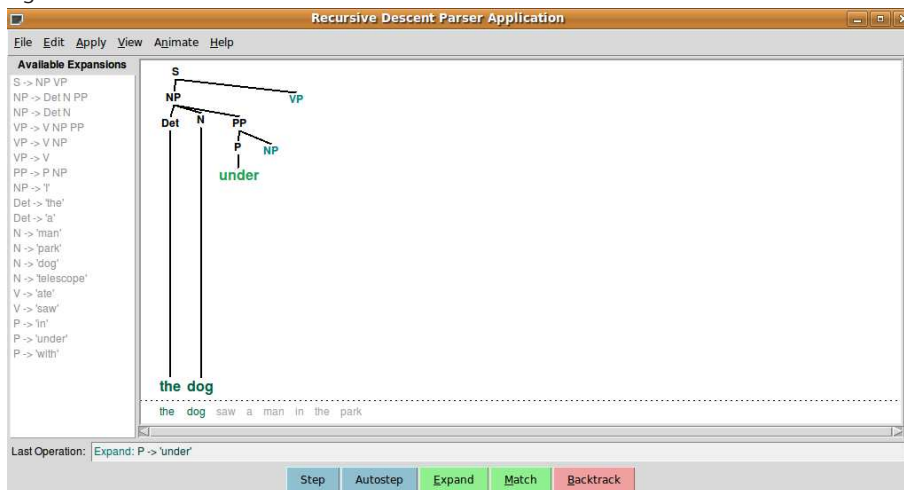 Recursive Descent Parser Application
File Edit Apply View Animate Help
Available Expansions
S -> NP VP
NP -> Det N PP
NP -> Det N
VP -> V NP PP
VP -> V NP
VP -> V
PP -> P NP
NP -> 'I'
Det -> 'the'
Det -> 'a'
N -> 'man'
N -> 'park'
N -> 'dog'
N -> 'telescope'
V -> 'ate'
V -> 'saw'
P -> 'in'
P -> 'under'
P -> 'with'
S
NP VP
Det N PP
P NP
under
the dog
the dog saw a man in the park
Last Operation: Expand: P -> 'under'
Step Autostep Expand Match Backtrack